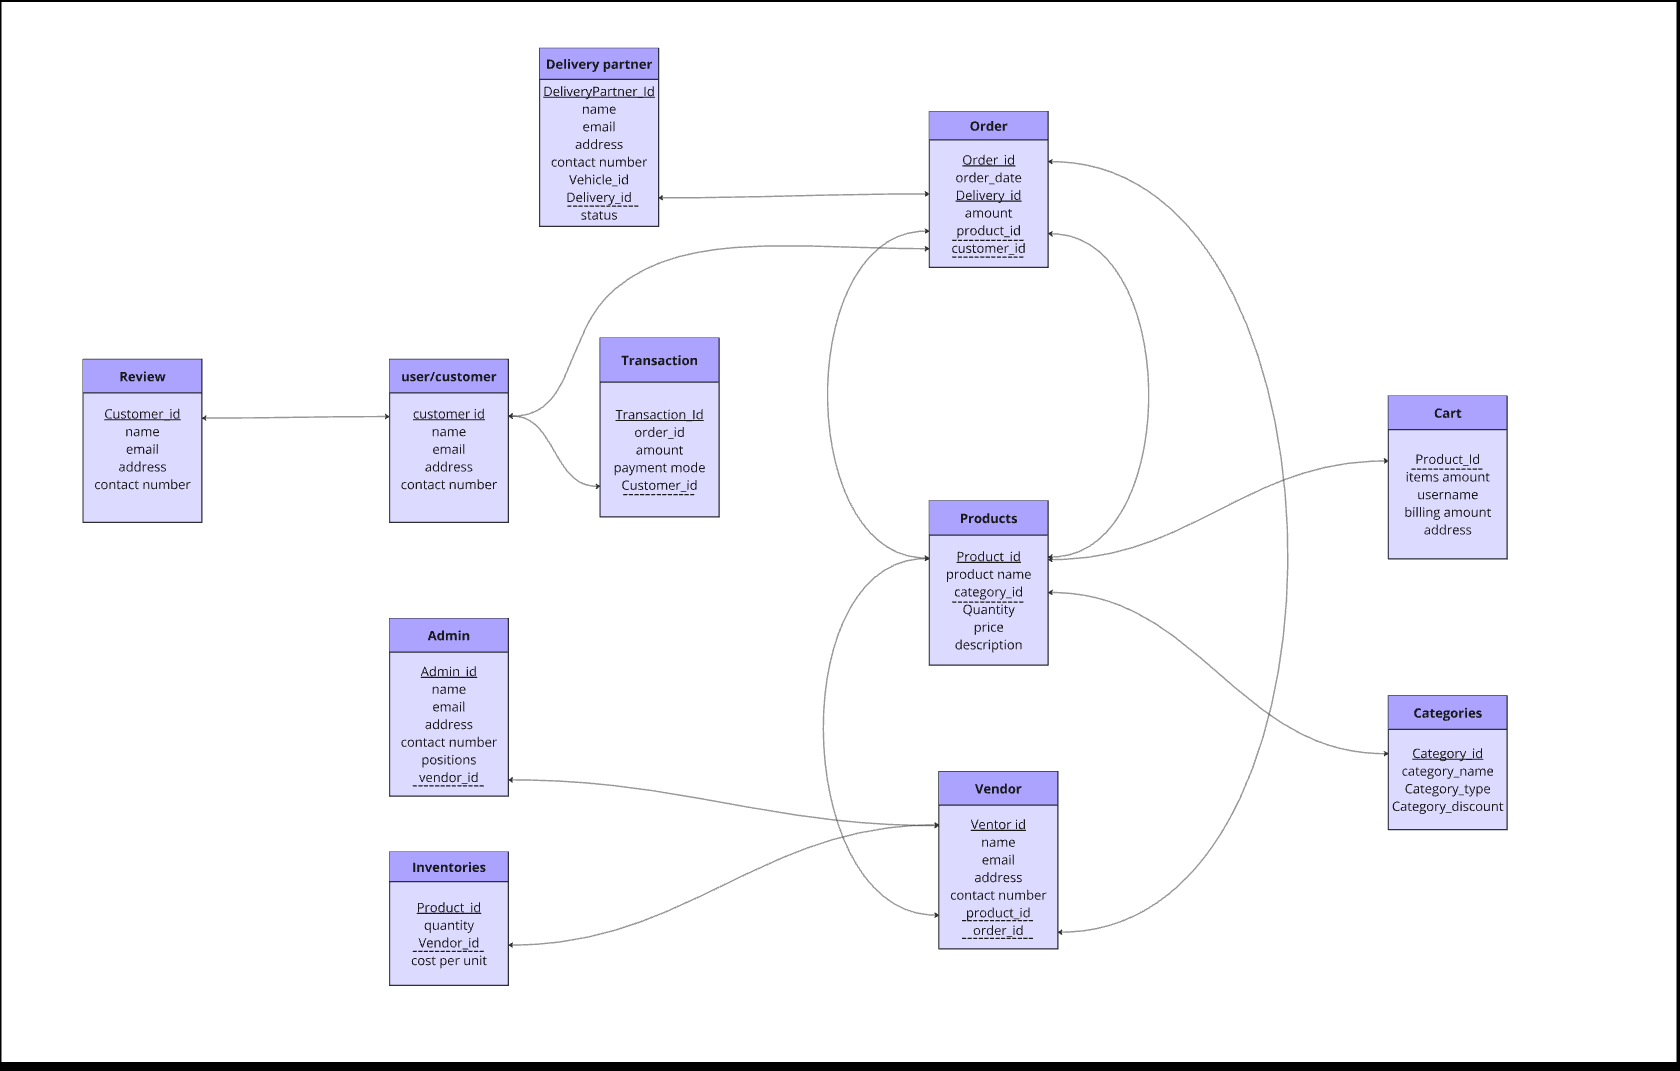 Delivery partner
DeliveryPartner_Id
name
email
address
contact number
Vehicle_id
Delivery_id
status
Order
Order_id
order_date
Delivery_id
amount
product_id
customer_id
Review
Customer_id
name
email
address
contact number
user/customer
customer id
name
email
address
contact number
Transaction
Transaction_Id
order_id
amount
payment mode
Customer_id
Cart
Product_Id
items amount
username
billing amount
address
Products
Product_id
product name
category_id
Quantity
price
description
Admin
Admin_id
name
email
address
contact number
positions
vendor_id
Categories
Category_id
category_name
Category_type
Category_discount
Vendor
Ventor id
name
email
address
contact number
product_id
order_id
Inventories
Product_id
quantity
Vendor_id
cost per unit